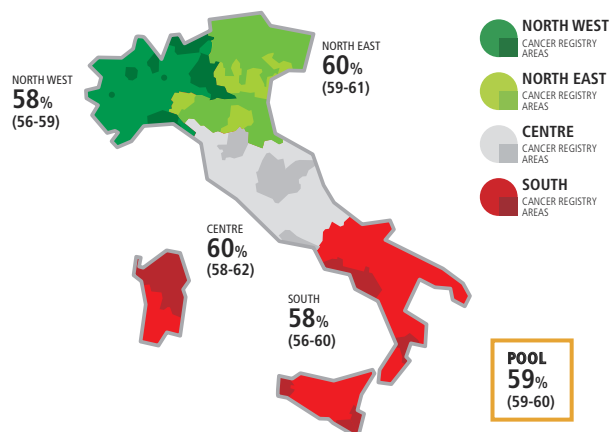 NORTH WEST
58%
(56-59)
NORTH EAST
60%
(59-61)
CENTRE
60%
(58-62)
SOUTH
58%
(56-60)
NORTH WEST
CANCER REGISTRY
AREAS
NORTH EAST
CANCER REGISTRY
AREAS
CENTRE
CANCER REGISTRY
AREAS
SOUTH
CANCER REGISTRY
AREAS
POOL
59%
(59-60)